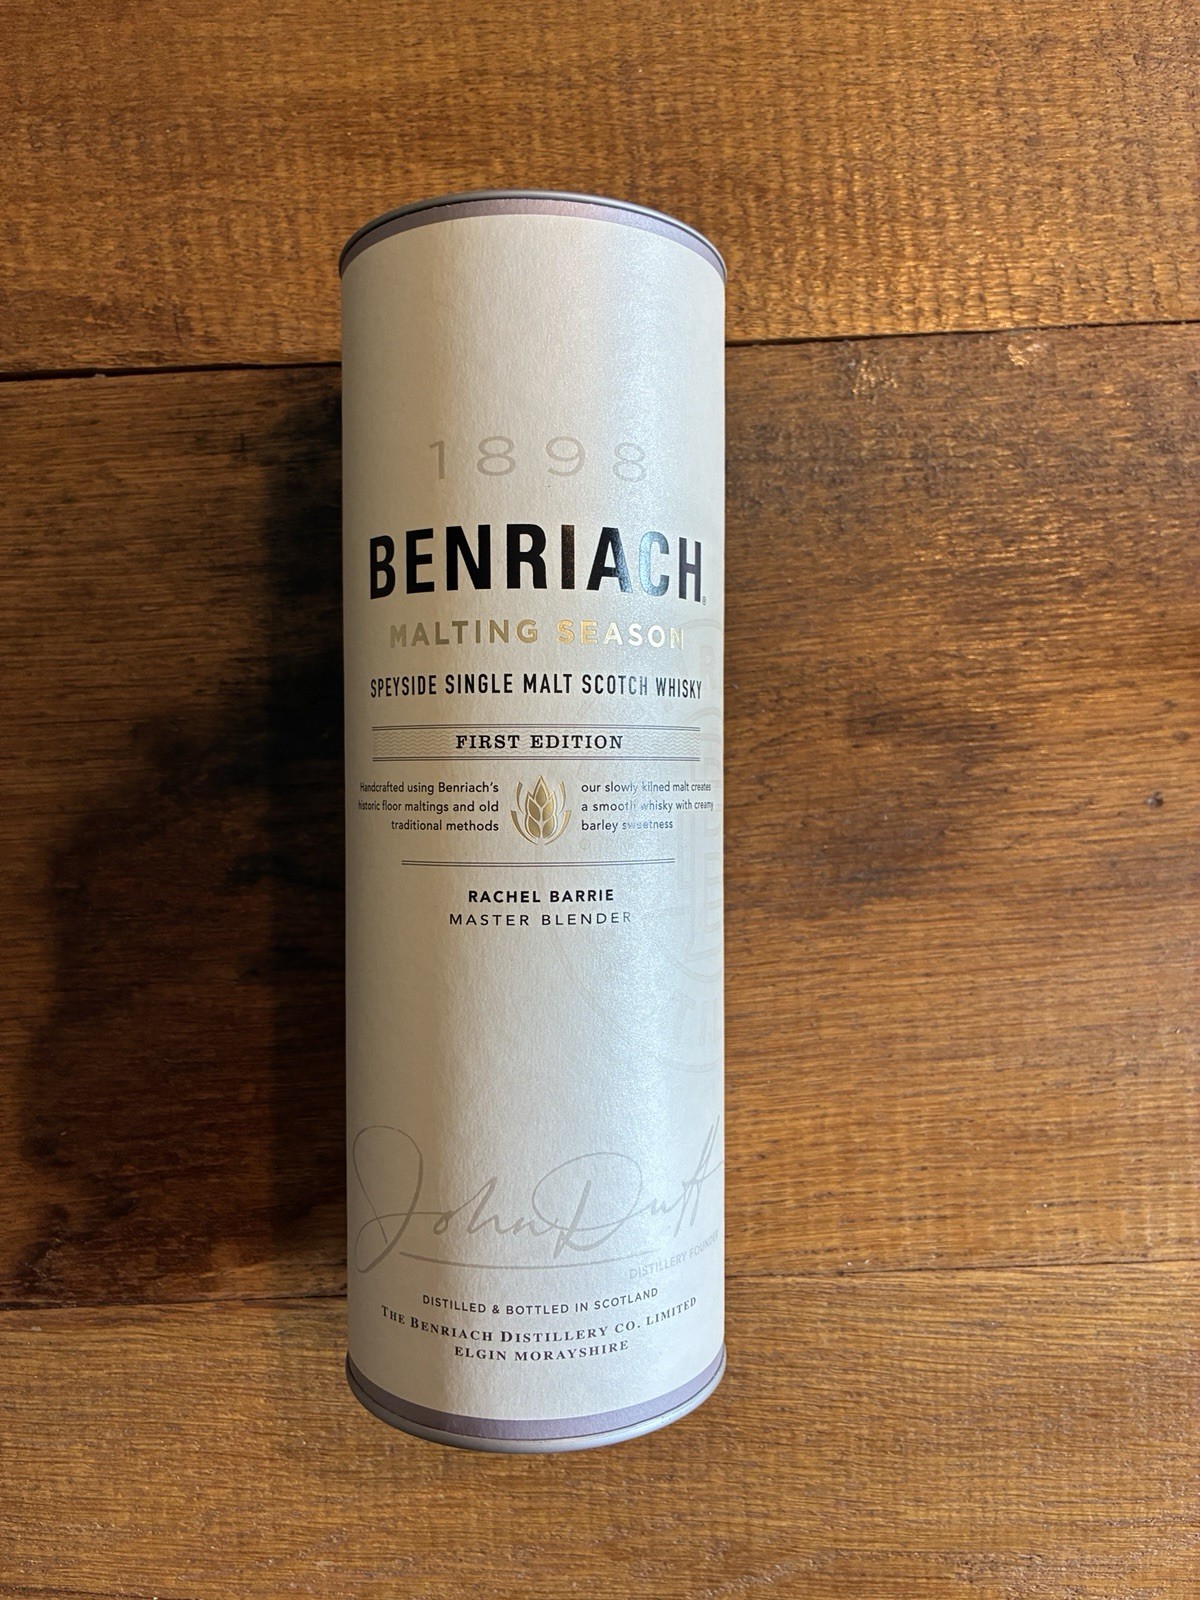 1898
BENRIACH®
MALTING SEASON
SPEYSIDE SINGLE MALT SCOTCH WHISKY
FIRST EDITION
Handcrafted using Benriach's
historic floor maltings and old
traditional methods
our slowly kilned malt creates
a smooth whisky with creamy
barley sweetness
RACHEL BARRIE
MASTER BLENDER
John Duff
DISTILLERY FOUNDER
DISTILLED & BOTTLED IN SCOTLAND
THE BENRIACH DISTILLERY CO. LIMITED
ELGIN MORAYSHIRE